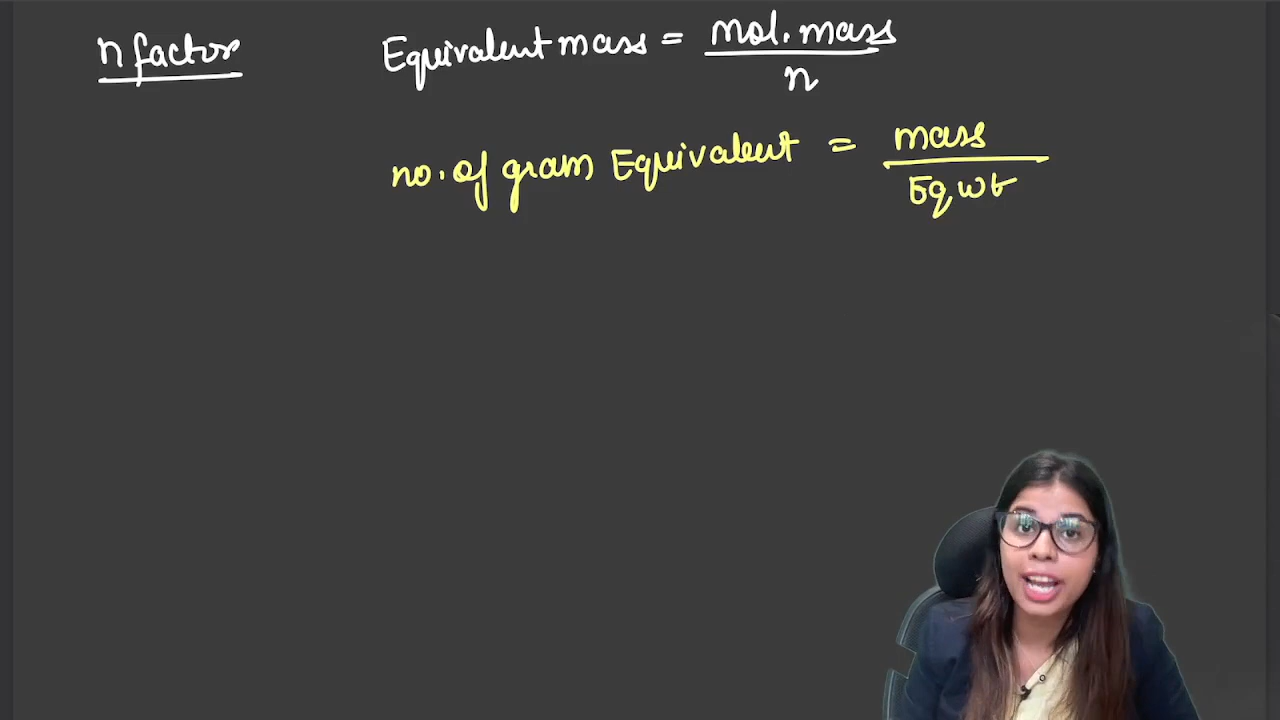 n factor
Equivalent mass = mol. mass
n
no. of gram Equivalent = mass
Eq wt